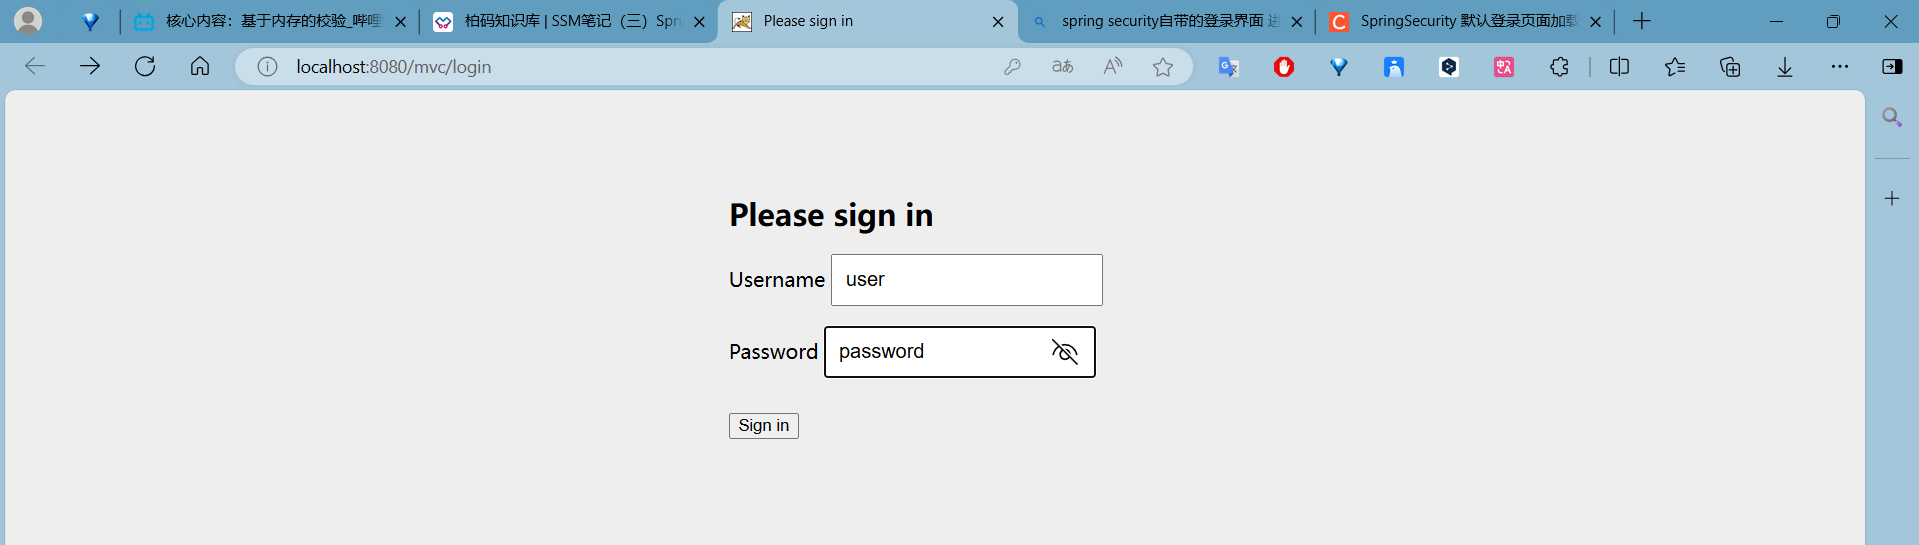 核心内容：基于内存的校验_哔哩
柏码知识库 | SSM笔记（三）Spri
Please sign in
spring security自带的登录界面 进
SpringSecurity 默认登录页面加载
localhost:8080/mvc/login
Please sign in
Username user
Password password
Sign in